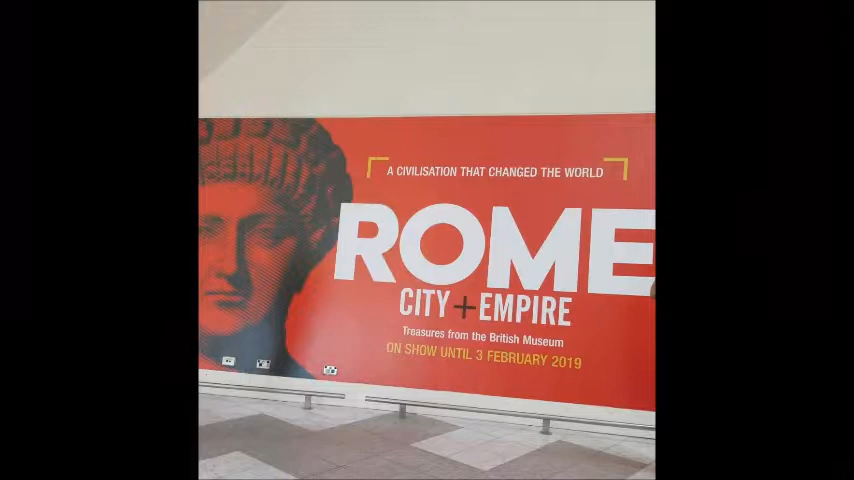 A CIVILISATION THAT CHANGED THE WORLD
ROME
CITY + EMPIRE
Treasures from the British Museum
ON SHOW UNTIL 3 FEBRUARY 2019